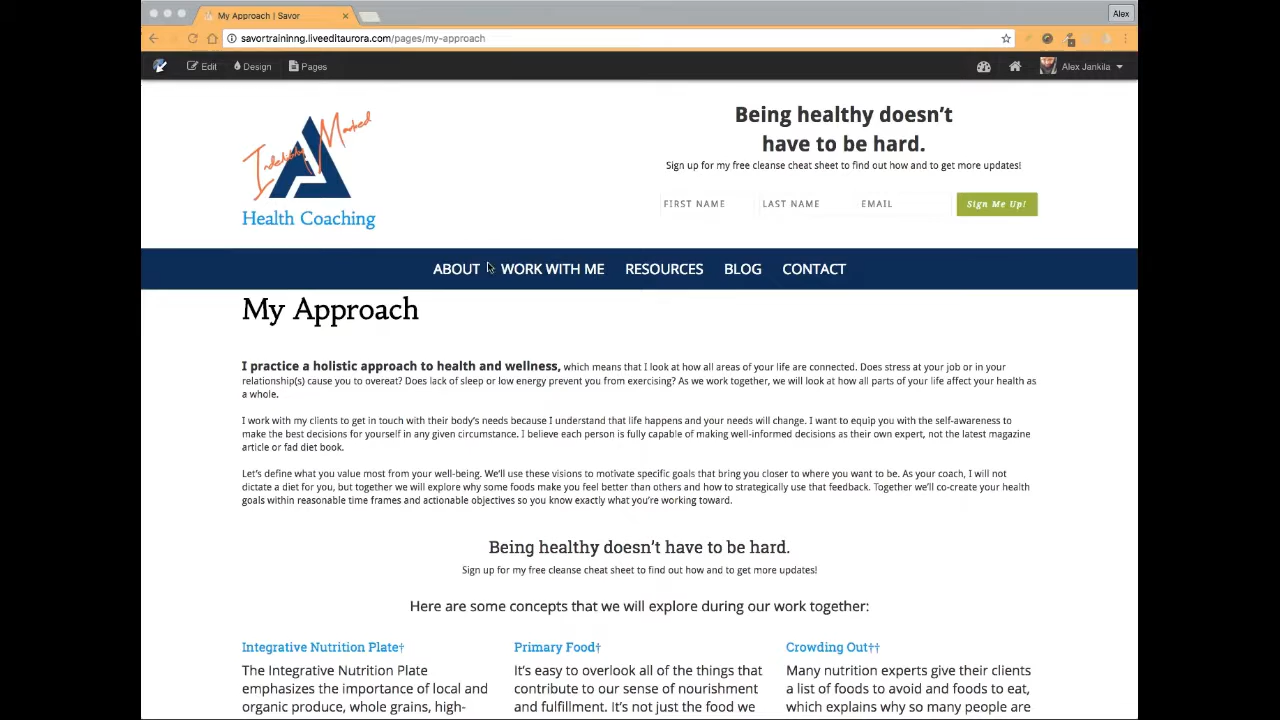 My Approach | Savor
Alex
savortraininng.liveeditaurora.com/pages/my-approach
Edit Design Pages Alex Jankila
Indelibly Marked
Health Coaching
Being healthy doesn't
have to be hard.
Sign up for my free cleanse cheat sheet to find out how and to get more updates!
FIRST NAME LAST NAME EMAIL Sign Me Up!
ABOUT WORK WITH ME RESOURCES BLOG CONTACT
My Approach
I practice a holistic approach to health and wellness, which means that I look at how all areas of your life are connected. Does stress at your job or in your
relationship(s) cause you to overeat? Does lack of sleep or low energy prevent you from exercising? As we work together, we will look at how all parts of your life affect your health as
a whole.
I work with my clients to get in touch with their body's needs because I understand that life happens and your needs will change. I want to equip you with the self-awareness to
make the best decisions for yourself in any given circumstance. I believe each person is fully capable of making well-informed decisions as their own expert, not the latest magazine
article or fad diet book.
Let's define what you value most from your well-being. We'll use these visions to motivate specific goals that bring you closer to where you want to be. As your coach, I will not
dictate a diet for you, but together we will explore why some foods make you feel better than others and how to strategically use that feedback. Together we'll co-create your health
goals within reasonable time frames and actionable objectives so you know exactly what you're working toward.
Being healthy doesn't have to be hard.
Sign up for my free cleanse cheat sheet to find out how and to get more updates!
Here are some concepts that we will explore during our work together:
Integrative Nutrition Plate†
The Integrative Nutrition Plate
emphasizes the importance of local and
organic produce, whole grains, high-
Primary Food†
It's easy to overlook all of the things that
contribute to our sense of nourishment
and fulfillment. It's not just the food we
Crowding Out††
Many nutrition experts give their clients
a list of foods to avoid and foods to eat,
which explains why so many people are